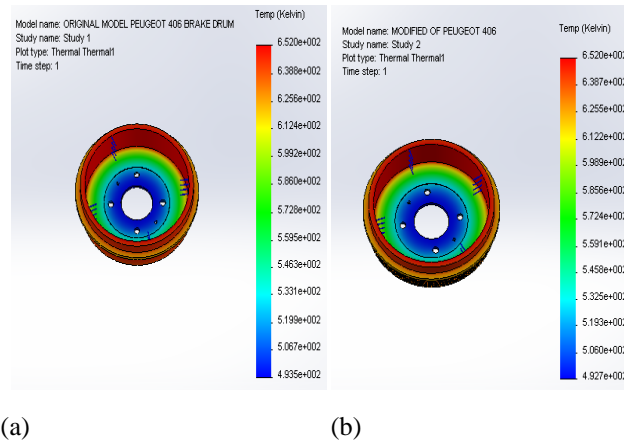 Model name: ORIGINAL MODEL PEUGEOT 406 BRAKE DRUM
Study name: Study 1
Plot type: Thermal Thermal1
Time step: 1
Temp (Kelvin)
6.520e+002
6.388e+002
6.256e+002
6.124e+002
5.992e+002
5.860e+002
5.728e+002
5.595e+002
5.463e+002
5.331e+002
5.199e+002
5.067e+002
4.935e+002
(a)
Model name: MODIFIED OF PEUGEOT 406
Study name: Study 2
Plot type: Thermal Thermal1
Time step: 1
Temp (Kelvin)
6.520e+002
6.387e+002
6.255e+002
6.122e+002
5.989e+002
5.856e+002
5.724e+002
5.591e+002
5.458e+002
5.325e+002
5.193e+002
5.060e+002
4.927e+002
(b)